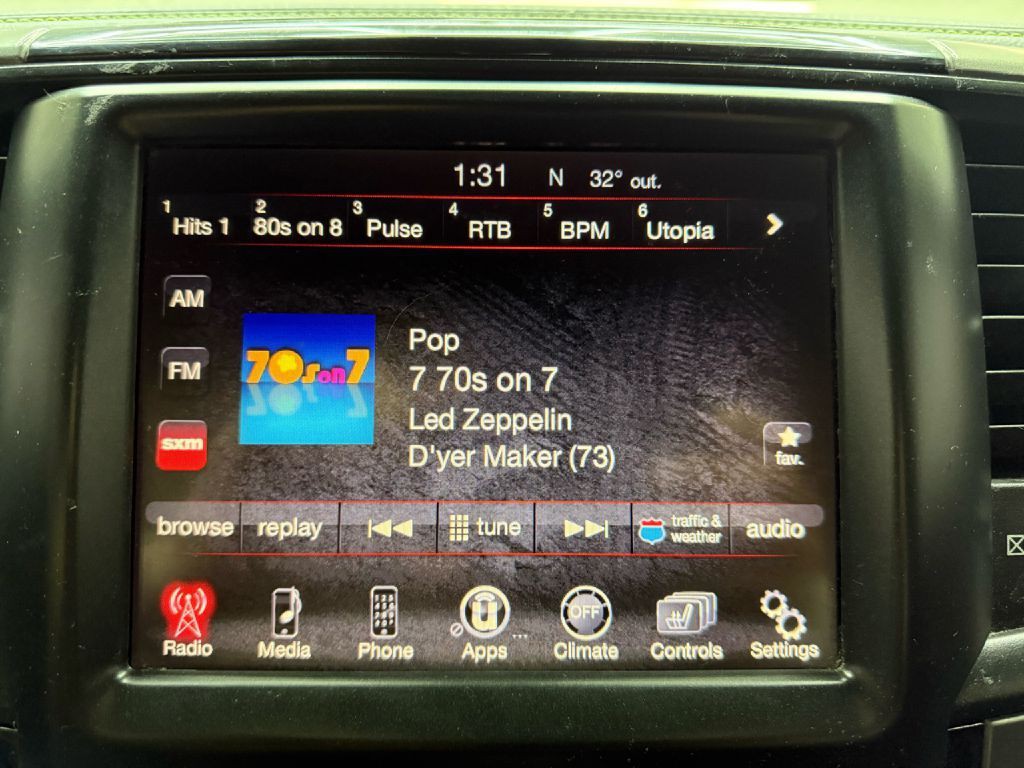 1:31 N 32° out.
1 Hits 1 2 80s on 8 3 Pulse 4 RTB 5 BPM 6 Utopia
AM
FM
sxm
70s on 7
Pop
7 70s on 7
Led Zeppelin
D'yer Maker (73)
fav.
browse replay tune traffic & weather audio
OFF
Radio Media Phone Apps Climate Controls Settings